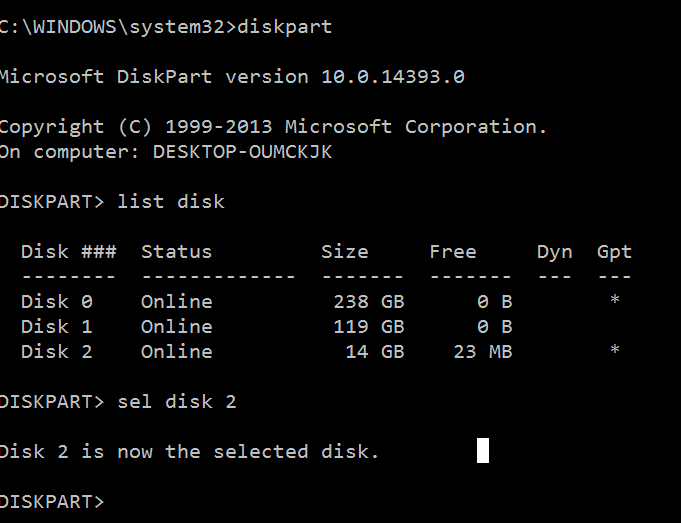 C:\WINDOWS\system32>diskpart
Microsoft DiskPart version 10.0.14393.0
Copyright (C) 1999-2013 Microsoft Corporation.
On computer: DESKTOP-OUMCKJK
DISKPART> list disk
  Disk ###  Status         Size     Free     Dyn  Gpt
  --------  -------------  -------  -------  ---  ---
  Disk 0    Online          238 GB      0 B        *
  Disk 1    Online          119 GB      0 B
  Disk 2    Online           14 GB    23 MB        *
DISKPART> sel disk 2
Disk 2 is now the selected disk.
DISKPART>